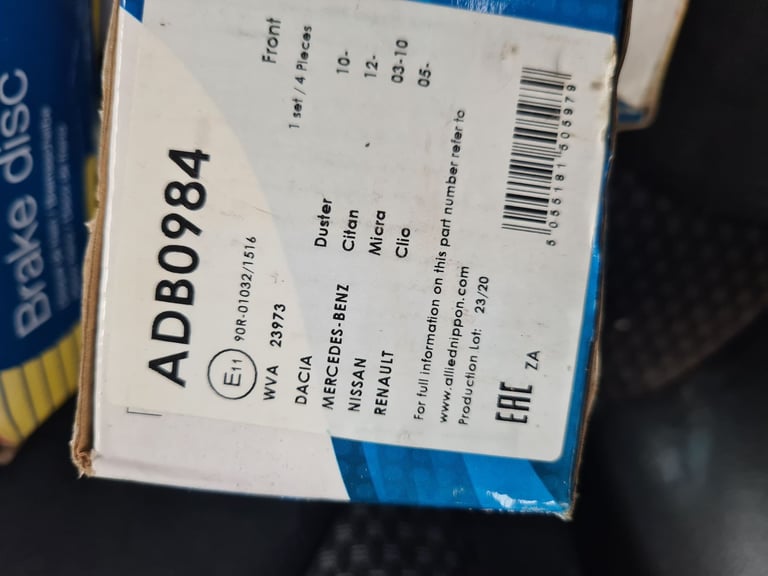 ADB0984
E11 90R-01032/1516
WVA 23973 Front
1 set / 4 Pieces
DACIA Duster 10-
MERCEDES-BENZ Citan 12-
NISSAN Micra 03-10
RENAULT Clio 05-
For full information on this part number refer to
www.alliednippon.com
Production Lot: 23/20
EAC ZA
5 055181 505979
Brake disc